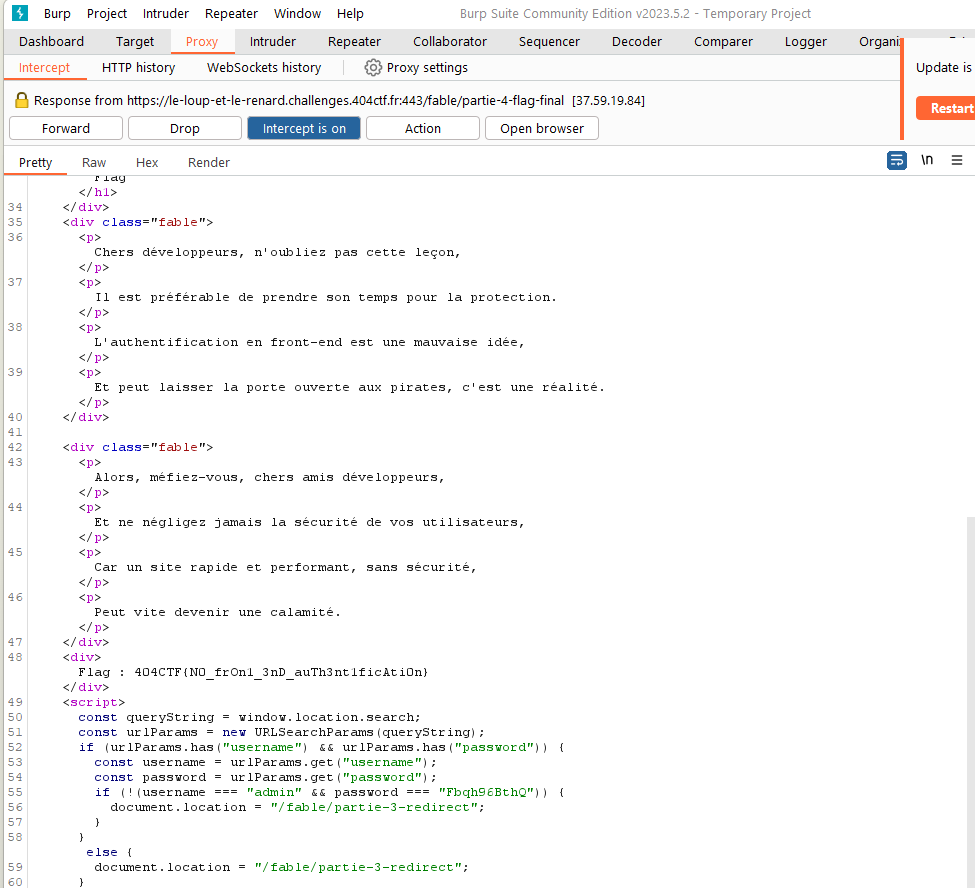 Burp Project Intruder Repeater Window Help Burp Suite Community Edition v2023.5.2 - Temporary Project
Dashboard Target Proxy Intruder Repeater Collaborator Sequencer Decoder Comparer Logger
Intercept HTTP history WebSockets history Proxy settings
Update is
Response from https://le-loup-et-le-renard.challenges.404ctf.fr:443/fable/partie-4-flag-final [37.59.19.84]
Restart
Forward Drop Intercept is on Action Open browser
Pretty Raw Hex Render \n
Flag
</h1>
34 </div>
35 <div class="fable">
36 <p>
Chers développeurs, n'oubliez pas cette leçon,
</p>
37 <p>
Il est préférable de prendre son temps pour la protection.
</p>
38 <p>
L'authentification en front-end est une mauvaise idée,
</p>
39 <p>
Et peut laisser la porte ouverte aux pirates, c'est une réalité.
</p>
40 </div>
41
42 <div class="fable">
43 <p>
Alors, méfiez-vous, chers amis développeurs,
</p>
44 <p>
Et ne négligez jamais la sécurité de vos utilisateurs,
</p>
45 <p>
Car un site rapide et performant, sans sécurité,
</p>
46 <p>
Peut vite devenir une calamité.
</p>
47 </div>
48 <div>
Flag : 404CTF{N0_frOn1_3nD_auTh3nt1ficAti0n}
</div>
49 <script>
50 const queryString = window.location.search;
51 const urlParams = new URLSearchParams(queryString);
52 if (urlParams.has("username") && urlParams.has("password")) {
53 const username = urlParams.get("username");
54 const password = urlParams.get("password");
55 if (!(username === "admin" && password === "Fbqh96BthQ")) {
56 document.location = "/fable/partie-3-redirect";
57 }
58 }
else {
59 document.location = "/fable/partie-3-redirect";
60 }